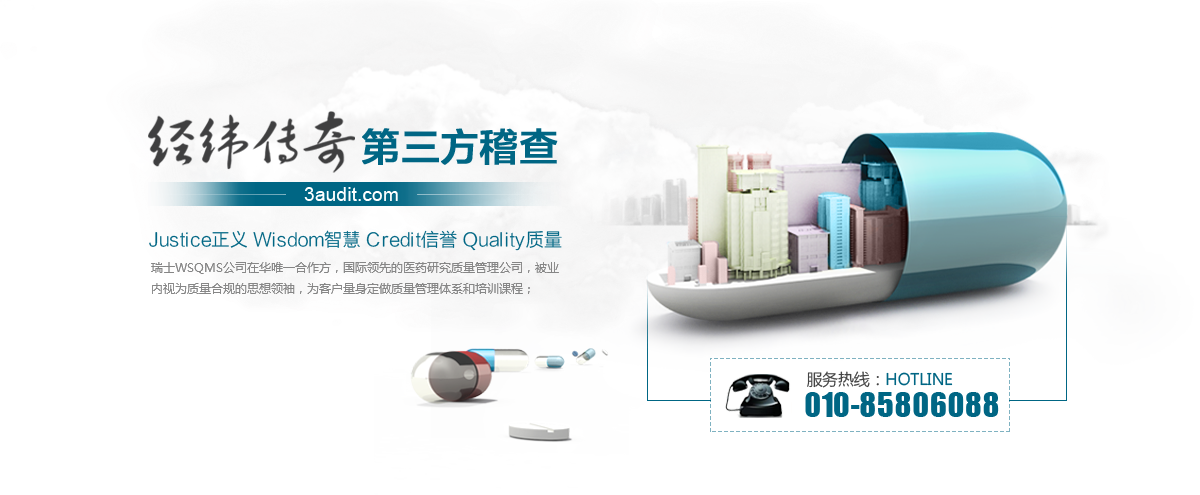 经纬传奇 第三方稽查
3audit.com
Justice正义 Wisdom智慧 Credit信誉 Quality质量
瑞士WSQMS公司在华唯一合作方，国际领先的医药研究质量管理公司，被业
内视为质量合规的思想领袖，为客户量身定做质量管理体系和培训课程；
服务热线：HOTLINE
010-85806088